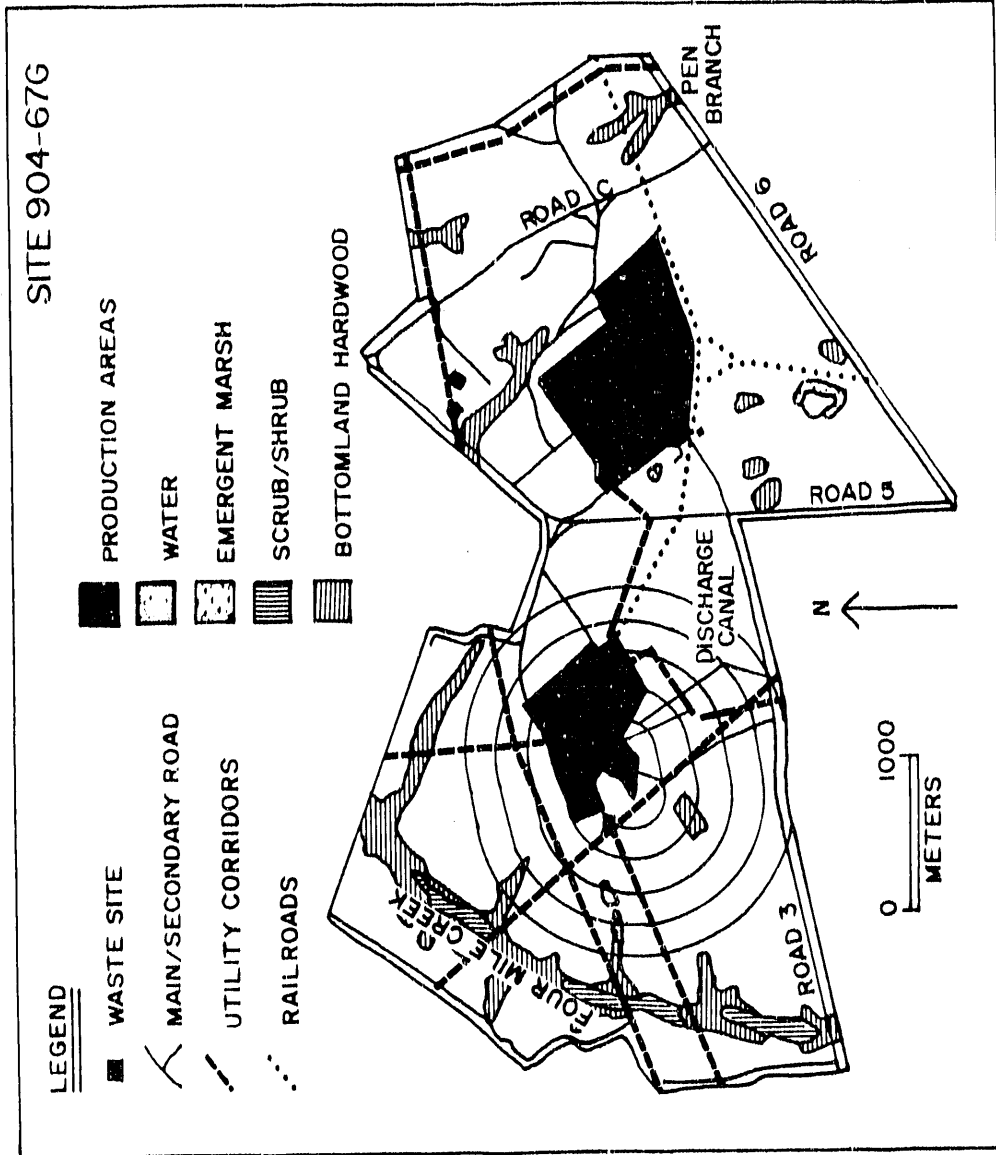 SITE 904-67G
LEGEND
WASTE SITE
MAIN/SECONDARY ROAD
UTILITY CORRIDORS
RAILROADS
PRODUCTION AREAS
WATER
EMERGENT MARSH
SCRUB/SHRUB
BOTTOMLAND HARDWOOD
FOUR MILE CREEK
ROAD C
PEN
BRANCH
ROAD 6
ROAD 5
DISCHARGE
CANAL
ROAD 3
N
0 1000
METERS